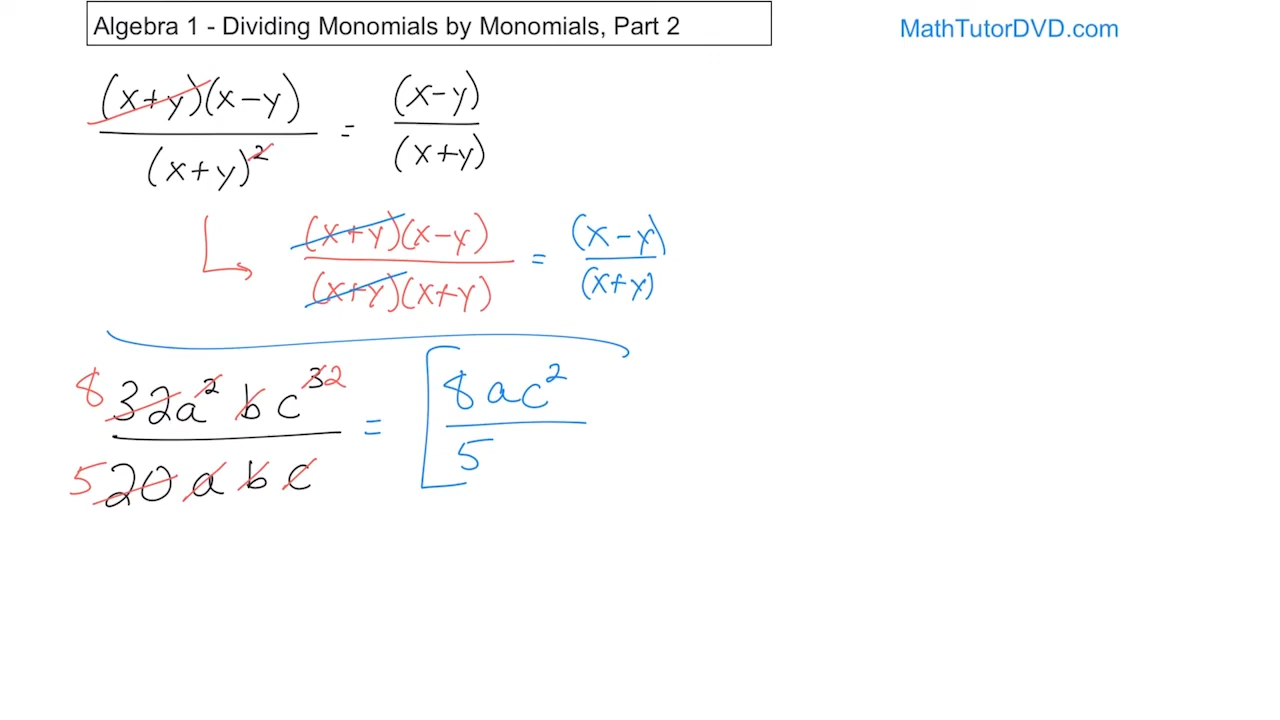 Algebra 1 - Dividing Monomials by Monomials, Part 2
MathTutorDVD.com
(x+y)(x-y) / (x+y)² = (x-y) / (x+y)
(x+y)(x-y) / (x+y)(x+y) = (x-y) / (x+y)
8 32a² b c³ 2 / 5 20 a b c = 8ac² / 5